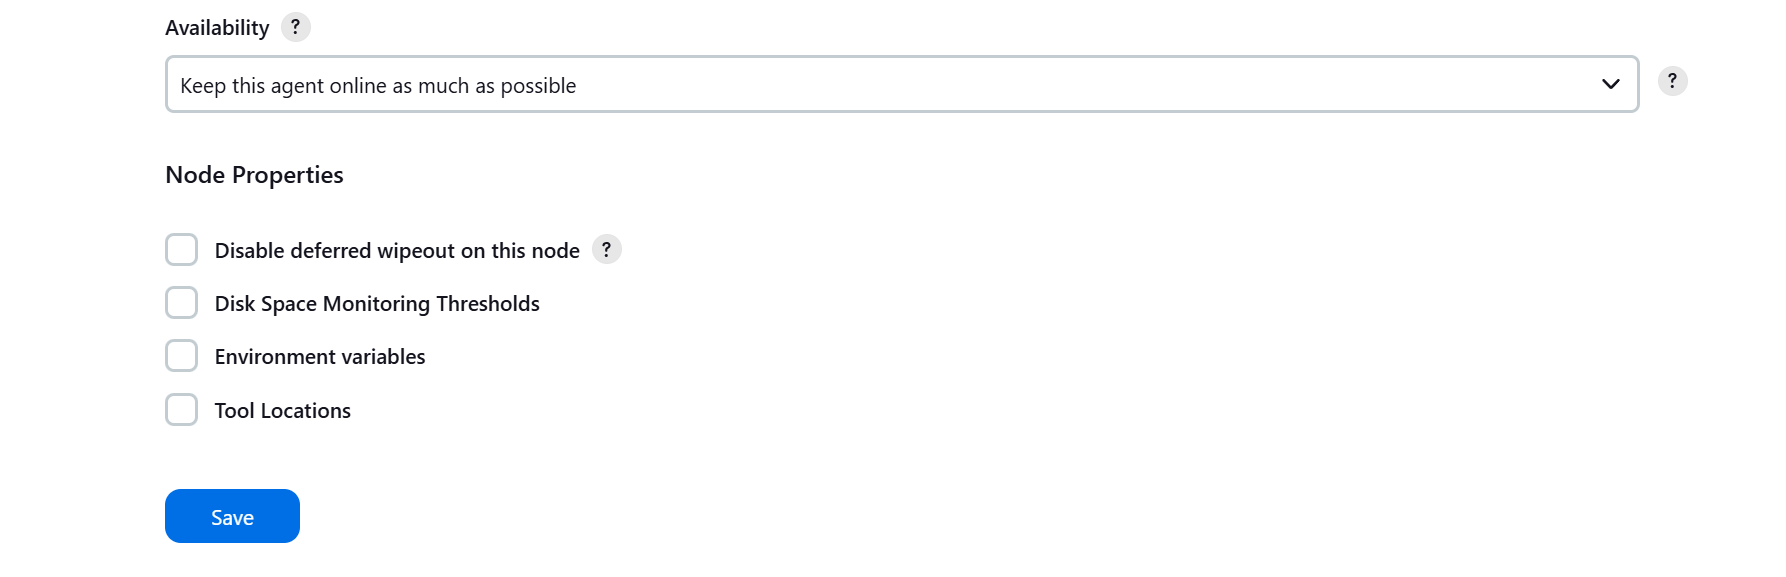 Availability ?
Keep this agent online as much as possible ?
Node Properties
Disable deferred wipeout on this node ?
Disk Space Monitoring Thresholds
Environment variables
Tool Locations
Save